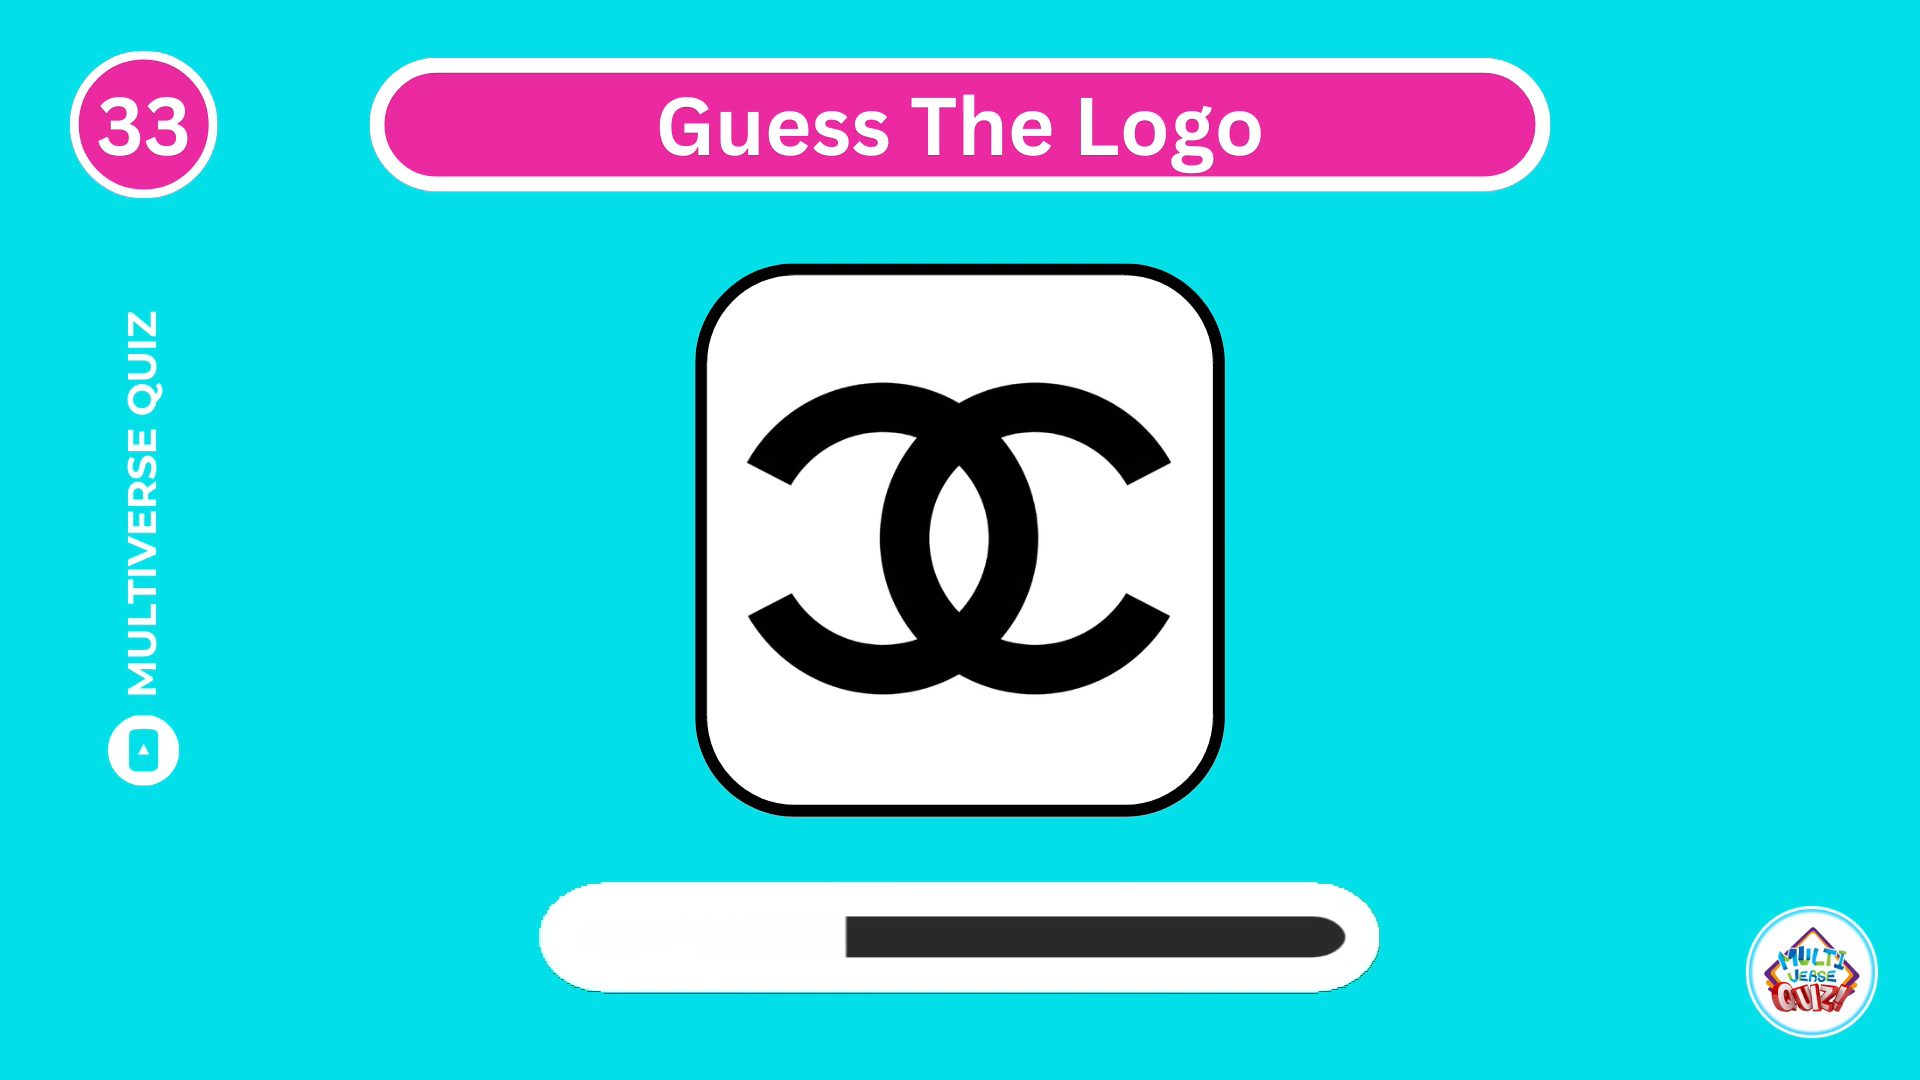 33
Guess The Logo
MULTIVERSE QUIZ
MULTI
VERSE
QUIZ!